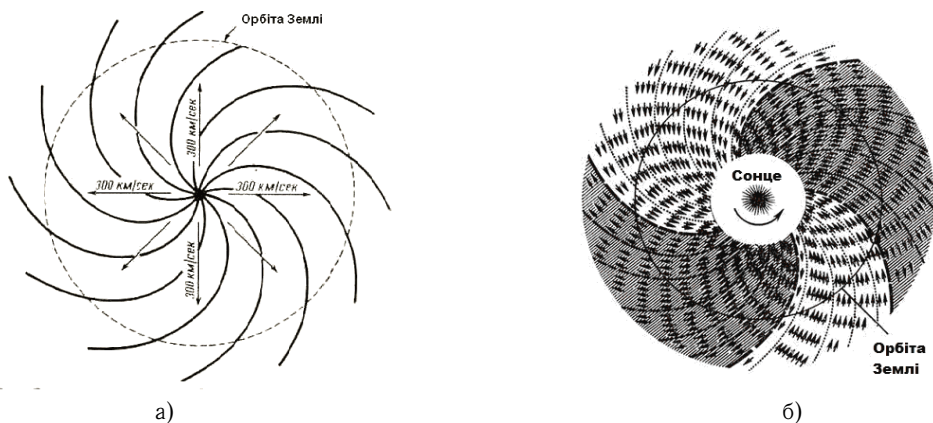 Орбіта Землі
300 км/сек
300 км/сек
300 км/сек
300 км/сек
Сонце
Орбіта
Землі
а)
б)